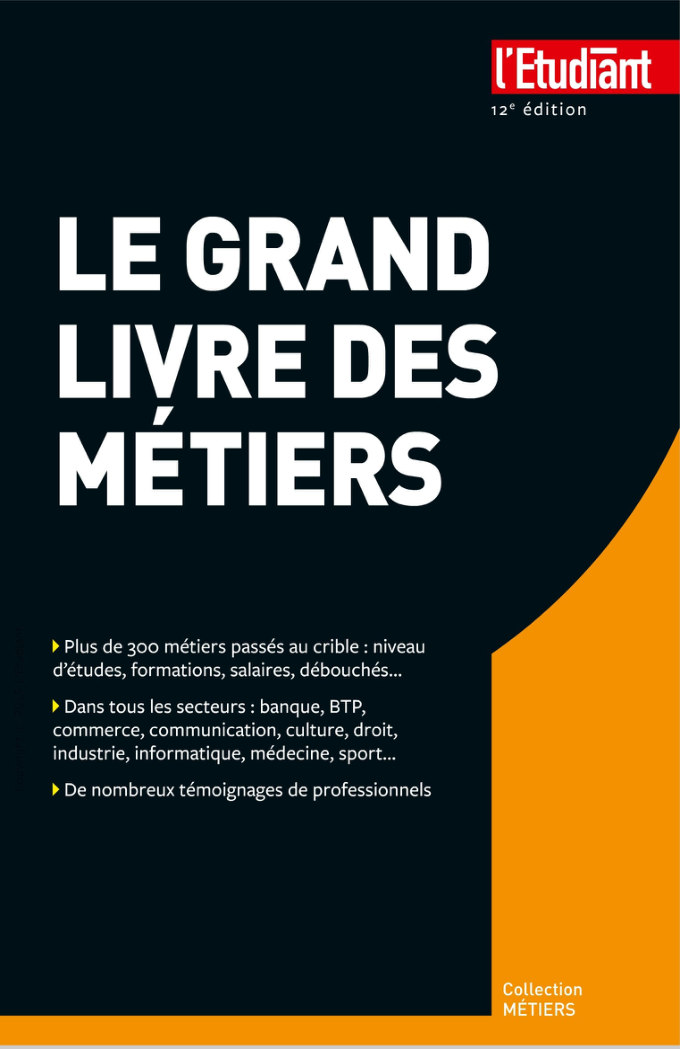 l'Etudiant
12e édition
LE GRAND
LIVRE DES
MÉTIERS
Plus de 300 métiers passés au crible : niveau
d'études, formations, salaires, débouchés...
Dans tous les secteurs : banque, BTP,
commerce, communication, culture, droit,
industrie, informatique, médecine, sport...
De nombreux témoignages de professionnels
Collection
MÉTIERS